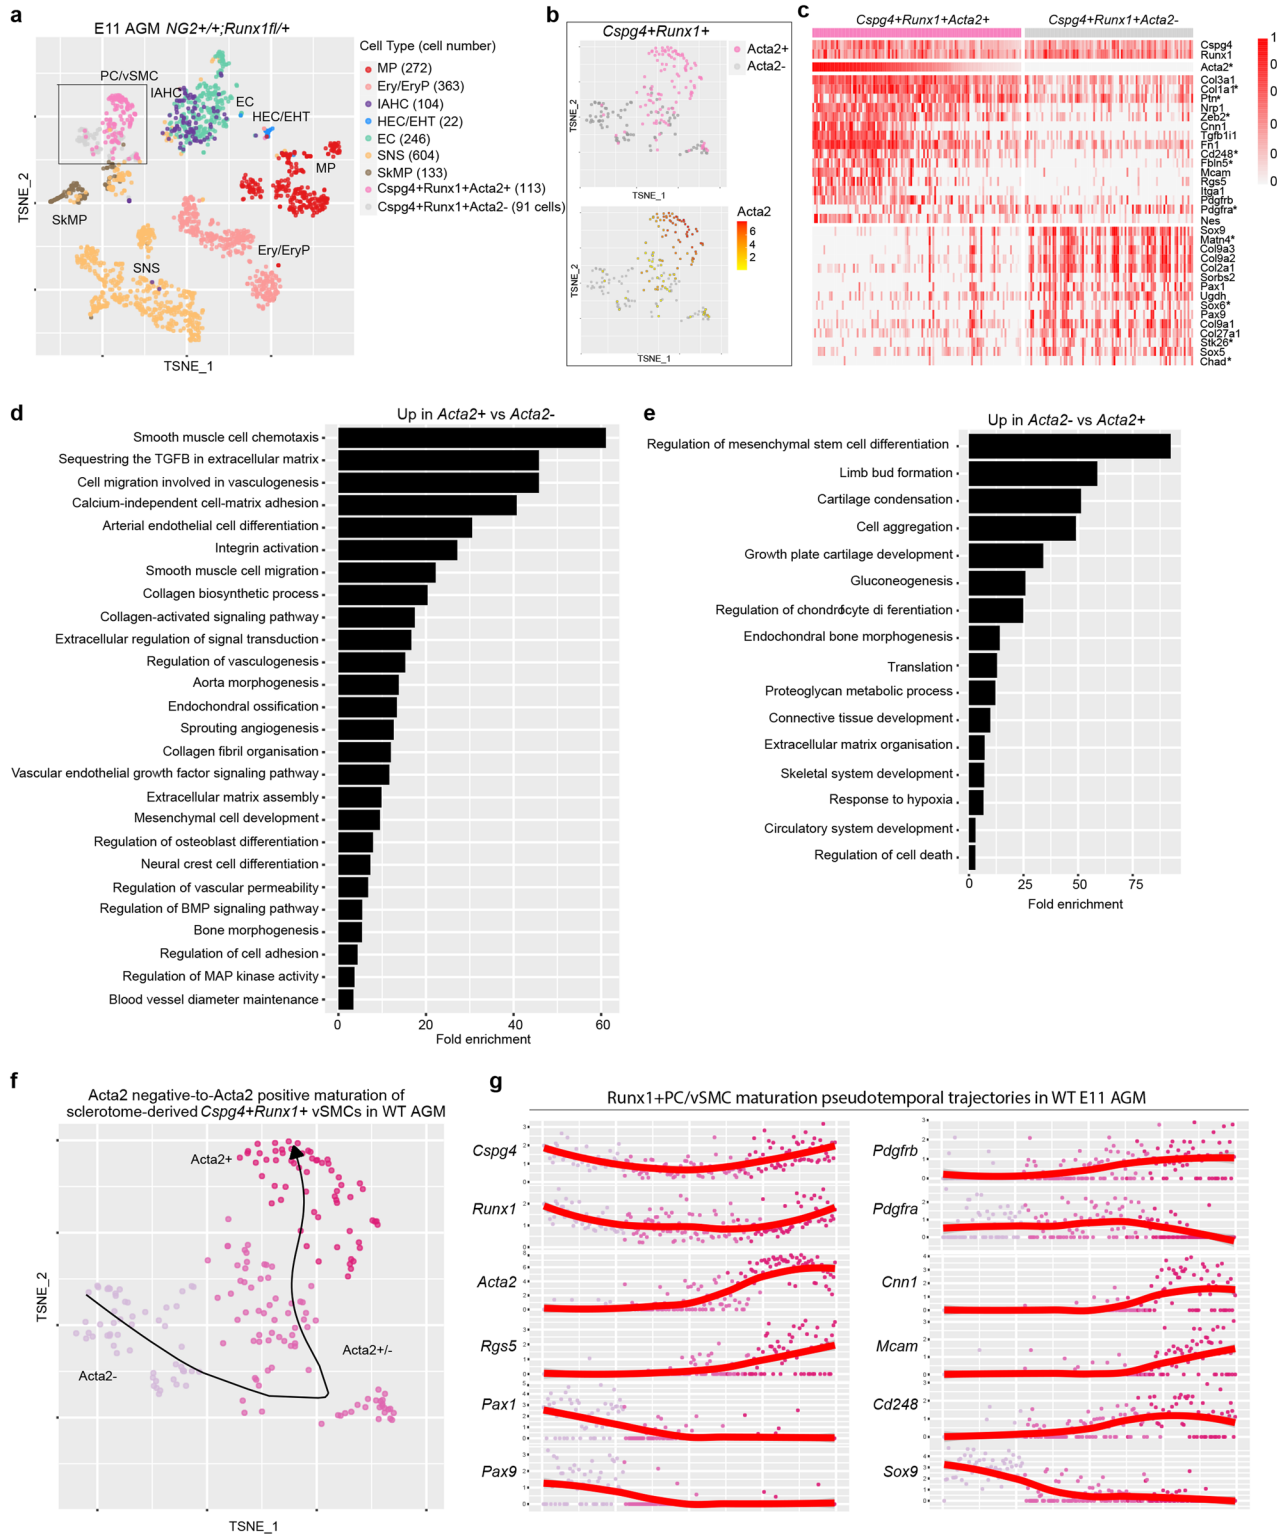 a
E11 AGM NG2+/+;Runx1fl/+
PC/vSMC
IAHC
EC
HEC/EHT
MP
SkMP
Ery/EryP
SNS
TSNE_2
TSNE_1
Cell Type (cell number)
MP (272)
Ery/EryP (363)
IAHC (104)
HEC/EHT (22)
EC (246)
SNS (604)
SkMP (133)
Cspg4+Runx1+Acta2+ (113)
Cspg4+Runx1+Acta2- (91 cells)
b
Cspg4+Runx1+
Acta2+
Acta2-
TSNE_2
TSNE_1
Acta2
6
4
2
TSNE_2
TSNE_1
c
Cspg4+Runx1+Acta2+
Cspg4+Runx1+Acta2-
Cspg4
Runx1
Acta2*
Col3a1
Col1a1*
Ptn*
Nrp1
Zeb2*
Cnn1
Tgfb1i1
Fn1
Cd248*
Fbln5*
Mcam
Rgs5
Itga1
Pdgfrb
Pdgfra*
Nes
Sox9
Matn4*
Col9a3
Col9a2
Col2a1
Sorbs2
Pax1
Ugdh
Sox6*
Pax9
Col9a1
Col27a1
Stk26*
Sox5
Chad*
1
0
0
0
0
0
d
Up in Acta2+ vs Acta2-
Smooth muscle cell chemotaxis
Sequestring the TGFB in extracellular matrix
Cell migration involved in vasculogenesis
Calcium-independent cell-matrix adhesion
Arterial endothelial cell differentiation
Integrin activation
Smooth muscle cell migration
Collagen biosynthetic process
Collagen-activated signaling pathway
Extracellular regulation of signal transduction
Regulation of vasculogenesis
Aorta morphogenesis
Endochondral ossification
Sprouting angiogenesis
Collagen fibril organisation
Vascular endothelial growth factor signaling pathway
Extracellular matrix assembly
Mesenchymal cell development
Regulation of osteoblast differentiation
Neural crest cell differentiation
Regulation of vascular permeability
Regulation of BMP signaling pathway
Bone morphogenesis
Regulation of cell adhesion
Regulation of MAP kinase activity
Blood vessel diameter maintenance
0 20 40 60
Fold enrichment
e
Up in Acta2- vs Acta2+
Regulation of mesenchymal stem cell differentiation
Limb bud formation
Cartilage condensation
Cell aggregation
Growth plate cartilage development
Gluconeogenesis
Regulation of chondrocyte di ferentiation
Endochondral bone morphogenesis
Translation
Proteoglycan metabolic process
Connective tissue development
Extracellular matrix organisation
Skeletal system development
Response to hypoxia
Circulatory system development
Regulation of cell death
0 25 50 75
Fold enrichment
f
Acta2 negative-to-Acta2 positive maturation of
sclerotome-derived Cspg4+Runx1+ vSMCs in WT AGM
Acta2+
Acta2+/-
Acta2-
TSNE_2
TSNE_1
g
Runx1+PC/vSMC maturation pseudotemporal trajectories in WT E11 AGM
Cspg4
Runx1
Acta2
Rgs5
Pax1
Pax9
Pdgfrb
Pdgfra
Cnn1
Mcam
Cd248
Sox9